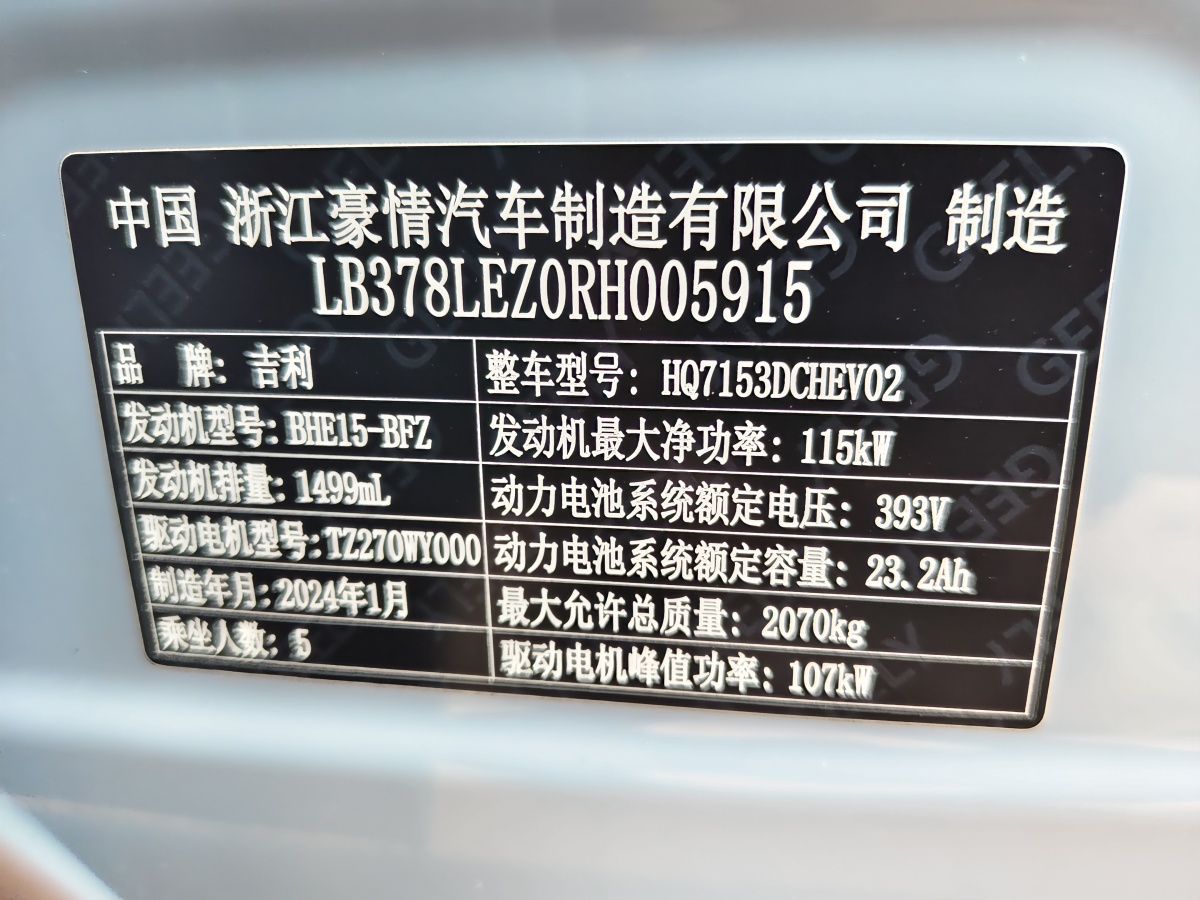 中国 浙江豪情汽车制造有限公司 制造
LB378LEZ0RH005915
品 牌: 吉利 整车型号: HQ7153DCHEV02
发动机型号: BHE15-BFZ 发动机最大净功率: 115kW
发动机排量: 1499mL 动力电池系统额定电压: 393V
驱动电机型号: TZ270WY000 动力电池系统额定容量: 23.2Ah
制造年月: 2024年1月 最大允许总质量: 2070kg
乘坐人数: 5 驱动电机峰值功率: 107kW